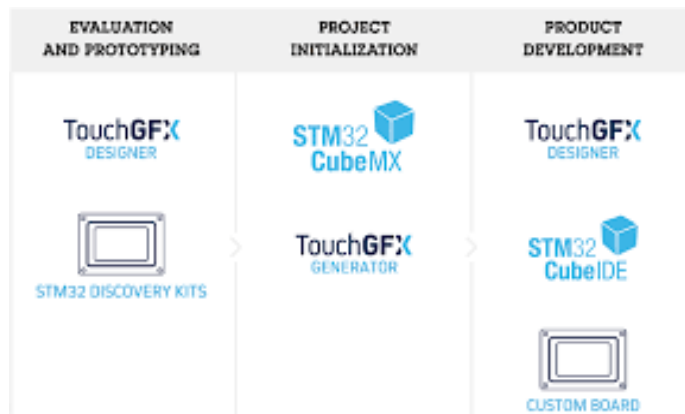 EVALUATION
AND PROTOTYPING
TouchGFX
DESIGNER
STM32 DISCOVERY KITS
PROJECT
INITIALIZATION
STM32
CubeMX
TouchGFX
GENERATOR
PRODUCT
DEVELOPMENT
TouchGFX
DESIGNER
STM32
CubeIDE
CUSTOM BOARD